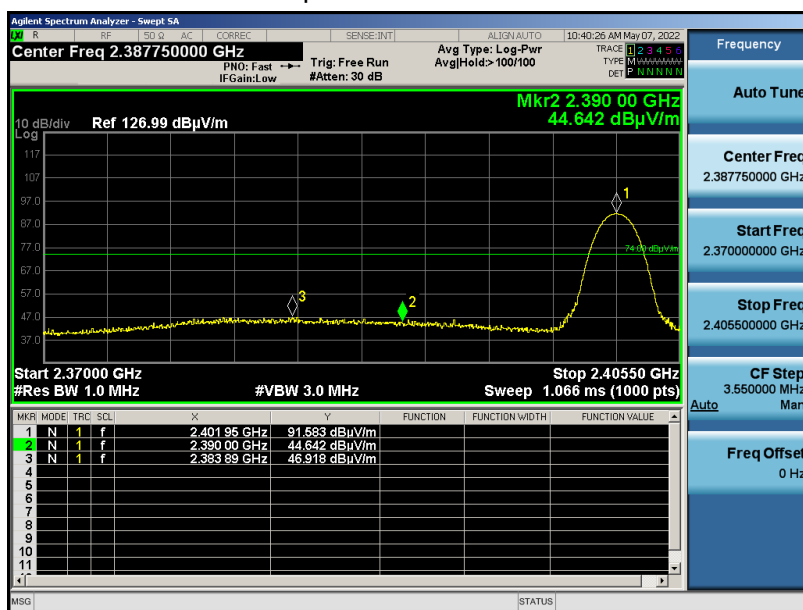 Agilent Spectrum Analyzer - Swept SA
LXI R RF 50 Ω AC CORREC SENSE:INT ALIGNAUTO 10:40:26 AM May 07, 2022
Center Freq 2.387750000 GHz
PNO: Fast
IFGain:Low
Trig: Free Run
#Atten: 30 dB
Avg Type: Log-Pwr
Avg|Hold:>100/100
TRACE 1 2 3 4 5 6
TYPE M
DET P N N N N N
Frequency
Mkr2 2.390 00 GHz
44.642 dBµV/m
10 dB/div Ref 126.99 dBµV/m
Log
117
107
97.0
87.0
77.0
67.0
57.0
47.0
37.0
1
2
3
74.00 dBµV/m
Start 2.37000 GHz Stop 2.40550 GHz
#Res BW 1.0 MHz #VBW 3.0 MHz Sweep 1.066 ms (1000 pts)
MKR MODE TRC SCL X Y FUNCTION FUNCTION WIDTH FUNCTION VALUE
1 N 1 f 2.401 95 GHz 91.583 dBµV/m
2 N 1 f 2.390 00 GHz 44.642 dBµV/m
3 N 1 f 2.383 89 GHz 46.918 dBµV/m
4
5
6
7
8
9
10
11
MSG STATUS
Auto Tune
Center Freq
2.387750000 GHz
Start Freq
2.370000000 GHz
Stop Freq
2.405500000 GHz
CF Step
3.550000 MHz
Auto Man
Freq Offset
0 Hz